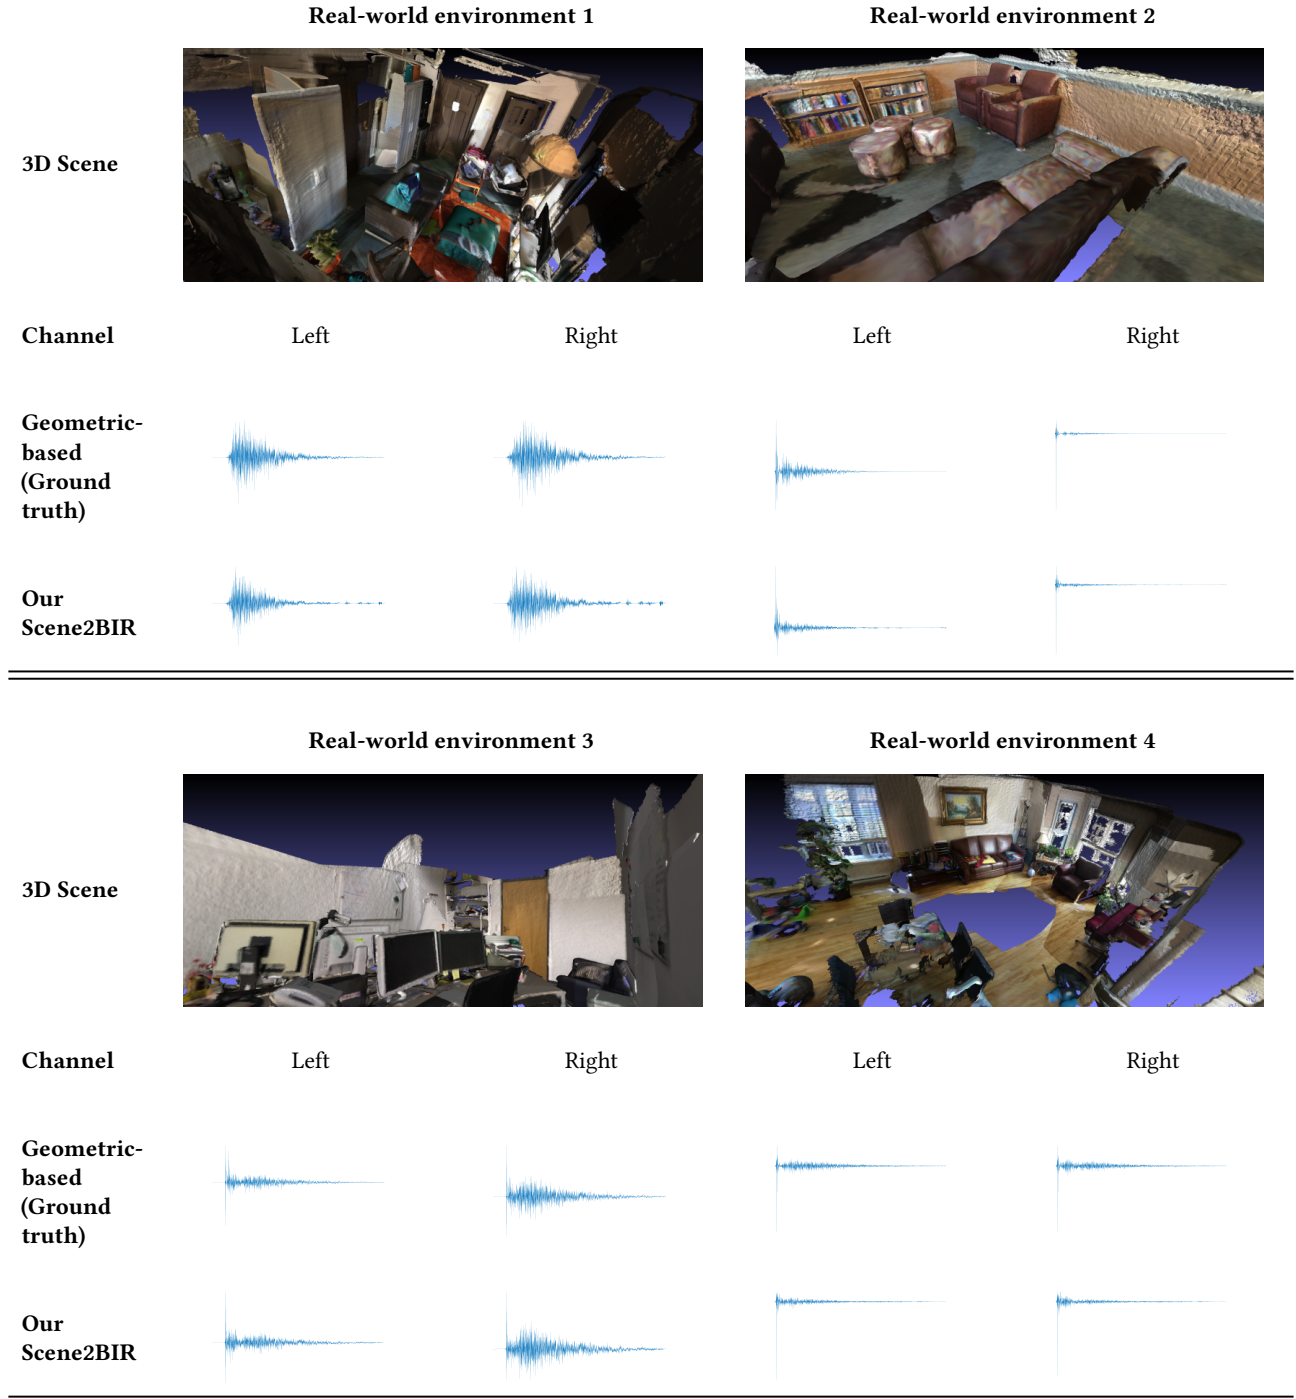 Real-world environment 1 Real-world environment 2
3D Scene
Channel Left Right Left Right
Geometric-
based
(Ground
truth)
Our
Scene2BIR
Real-world environment 3 Real-world environment 4
3D Scene
Channel Left Right Left Right
Geometric-
based
(Ground
truth)
Our
Scene2BIR